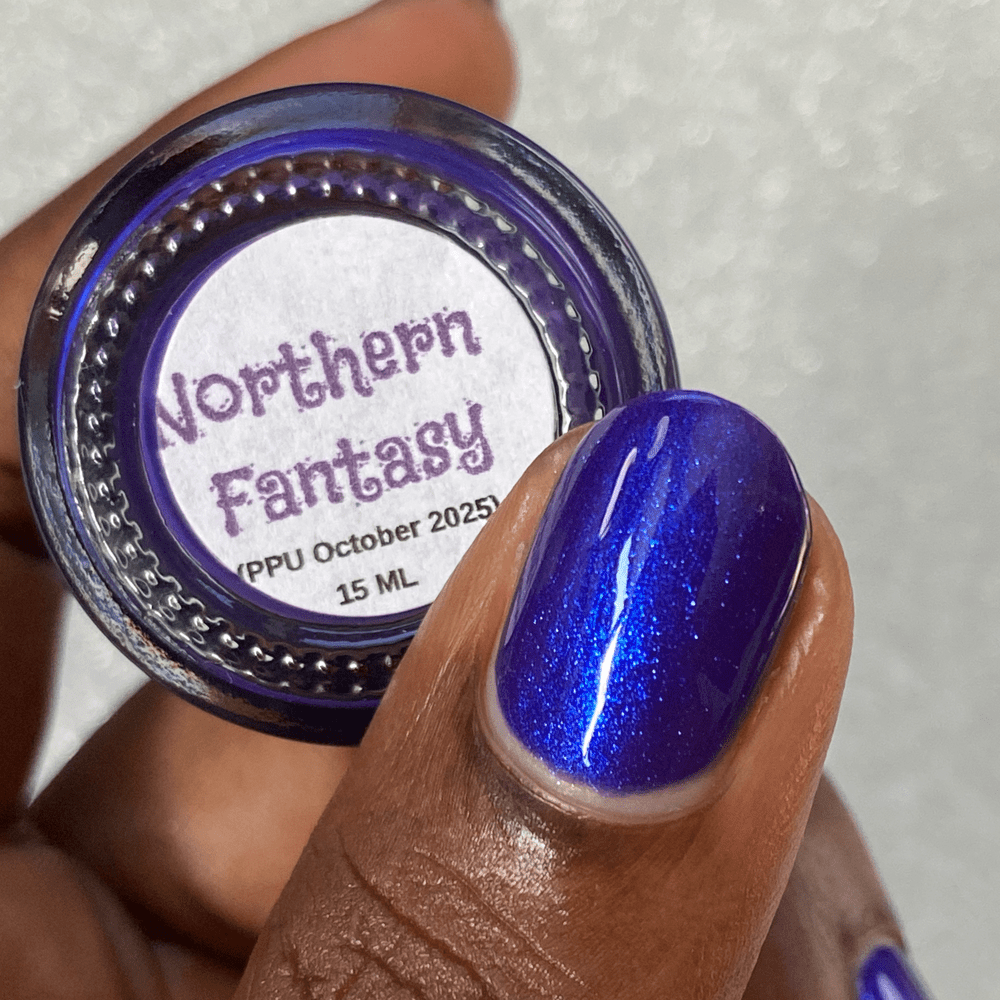 Northern
Fantasy
(PPU October 2025)
15 ML